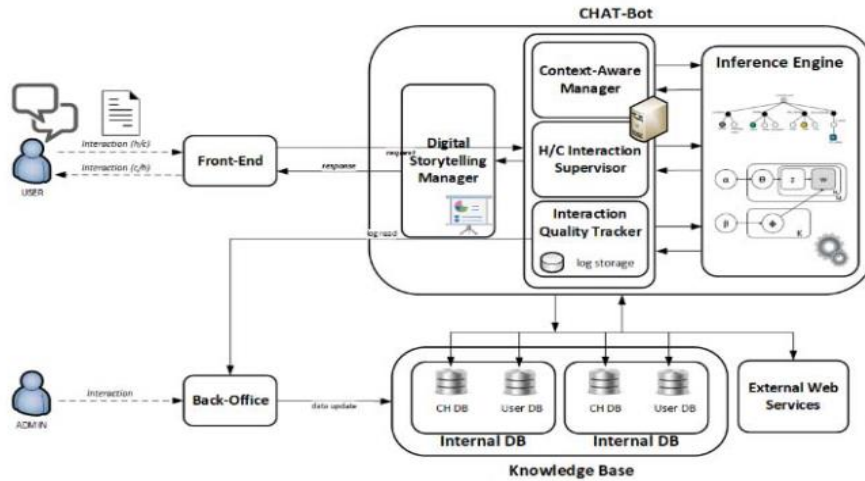 CHAT-Bot
Context-Aware
Manager
Inference Engine
Interaction (h/c)
Interaction (c/h)
USER
Front-End
request
response
Digital
Storytelling
Manager
H/C Interaction
Supervisor
Interaction
Quality Tracker
log storage
log read
α
θ
z
w
β
K
Interaction
ADMIN
Back-Office
data update
CH DB
User DB
CH DB
User DB
Internal DB
Internal DB
Knowledge Base
External Web
Services